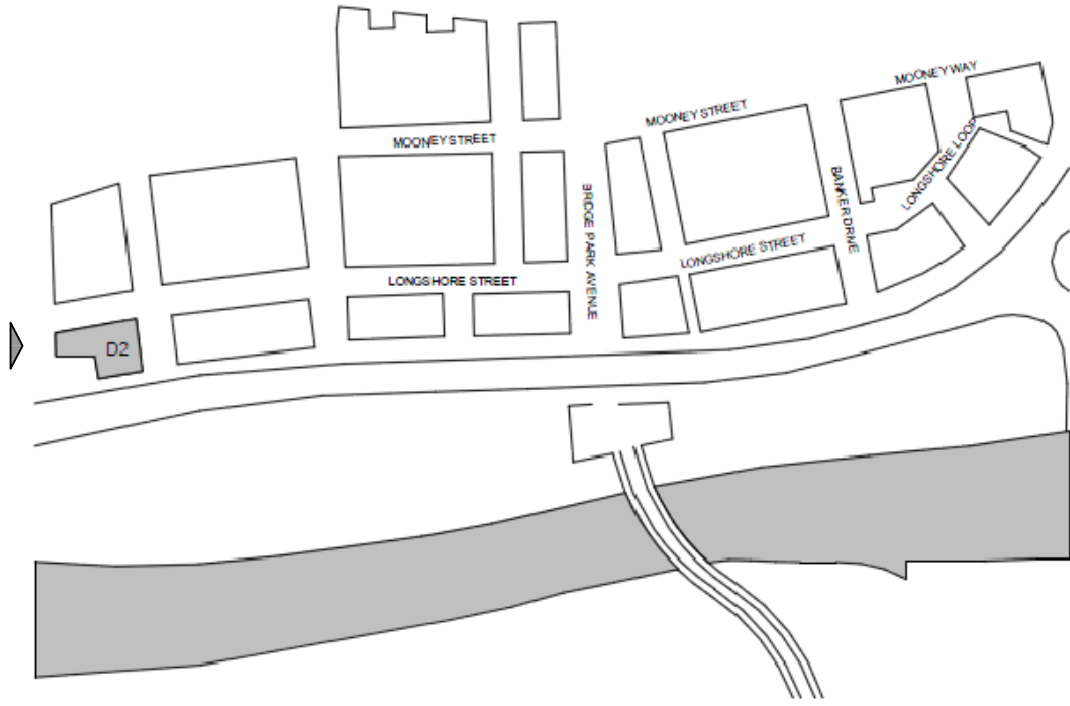 MOONEY WAY
MOONEY STREET
MOONEY STREET
LONGSHORE LOOP
BRIDGE PARK AVENUE
BANKER DRIVE
LONGSHORE STREET
LONGSHORE STREET
D2